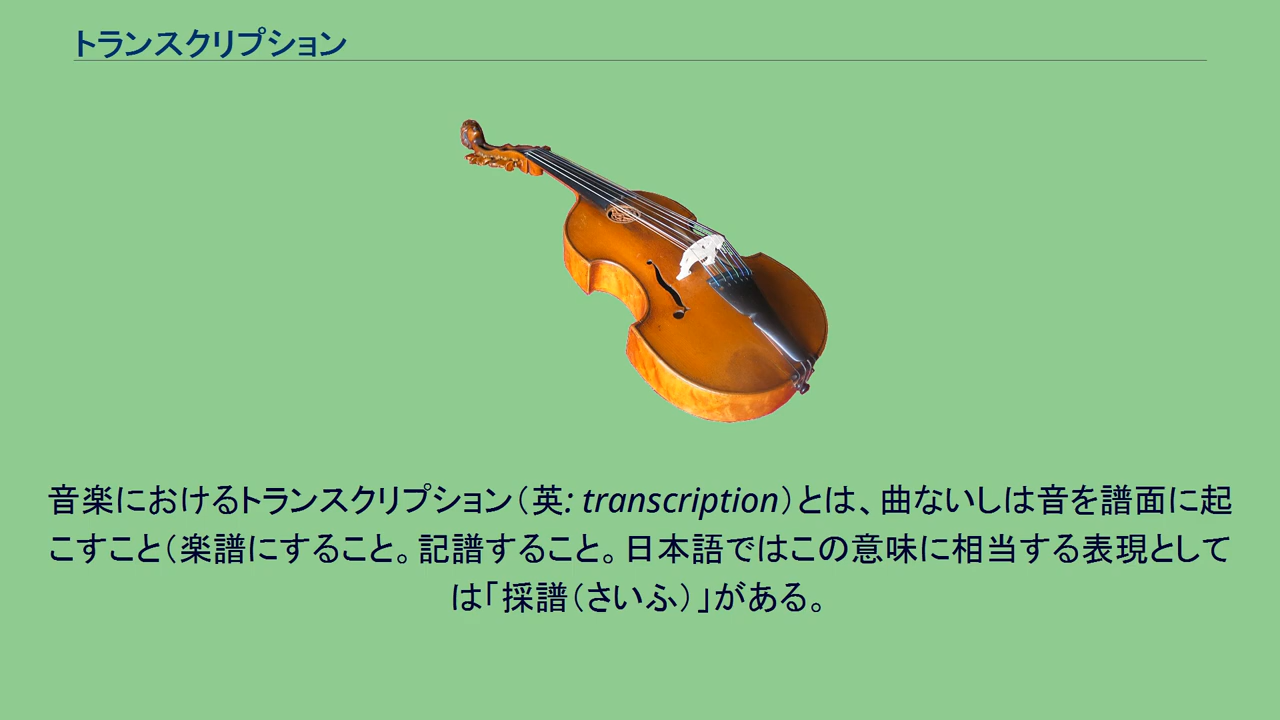 トランスクリプション
音楽におけるトランスクリプション（英: transcription）とは、曲ないしは音を譜面に起
こすこと（楽譜にすること。記譜すること。日本語ではこの意味に相当する表現として
は「採譜（さいふ）」がある。